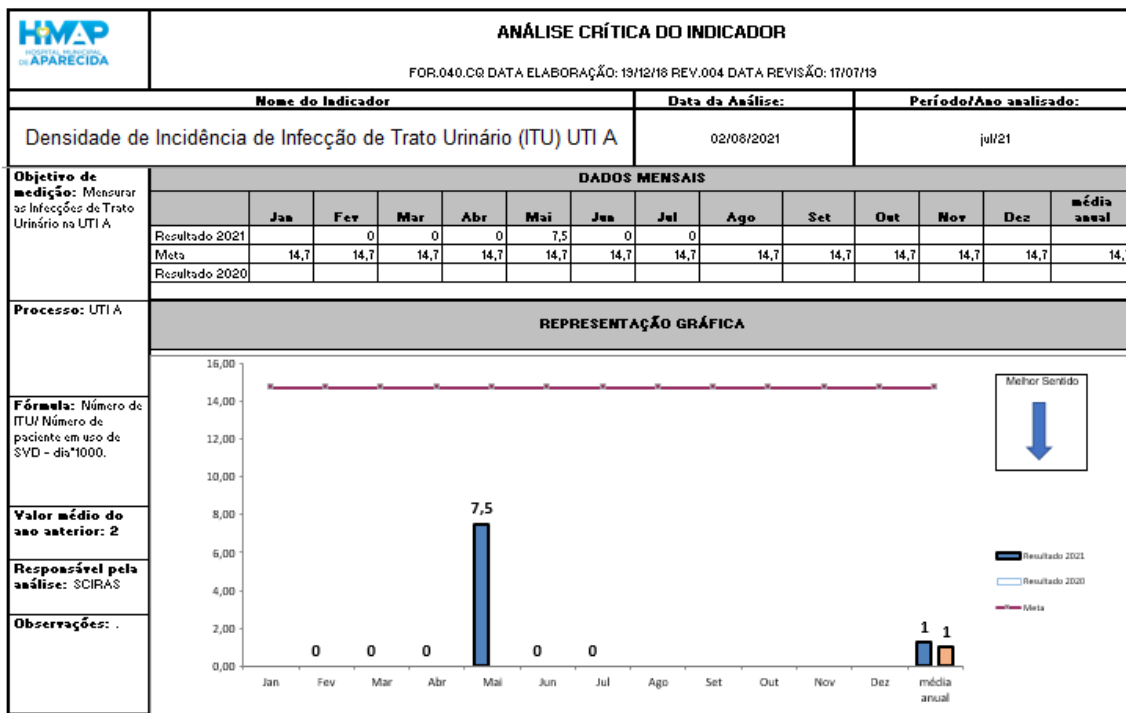 HMAP
HOSPITAL MUNICIPAL
DE APARECIDA
ANÁLISE CRÍTICA DO INDICADOR
FOR.040.CQ DATA ELABORAÇÃO: 19/12/18 REV.004 DATA REVISÃO: 17/07/19
Nome do Indicador Data da Análise: Período/Ano analisado:
Densidade de Incidência de Infecção de Trato Urinário (ITU) UTI A 02/08/2021 jul/21
Objetivo de
medição: Mensurar
as Infecções de Trato
Urinário na UTI A
DADOS MENSAIS
Jan Fev Mar Abr Mai Jun Jul Ago Set Out Nov Dez média anual
Resultado 2021 0 0 0 7,5 0 0
Meta 14,7 14,7 14,7 14,7 14,7 14,7 14,7 14,7 14,7 14,7 14,7 14,7
Resultado 2020
Processo: UTI A
REPRESENTAÇÃO GRÁFICA
Fórmula: Número de
ITU/ Número de
paciente em uso de
SVD - dia*1000.
Valor médio do
ano anterior: 2
Responsável pela
análise: SCIRAS
Observações: .
16,00
14,00
12,00
10,00
8,00
6,00
4,00
2,00
0,00
0 0 0 7,5 0 0 1 1
Jan Fev Mar Abr Mai Jun Jul Ago Set Out Nov Dez média
anual
Melhor Sentido
Resultado 2021
Resultado 2020
Meta